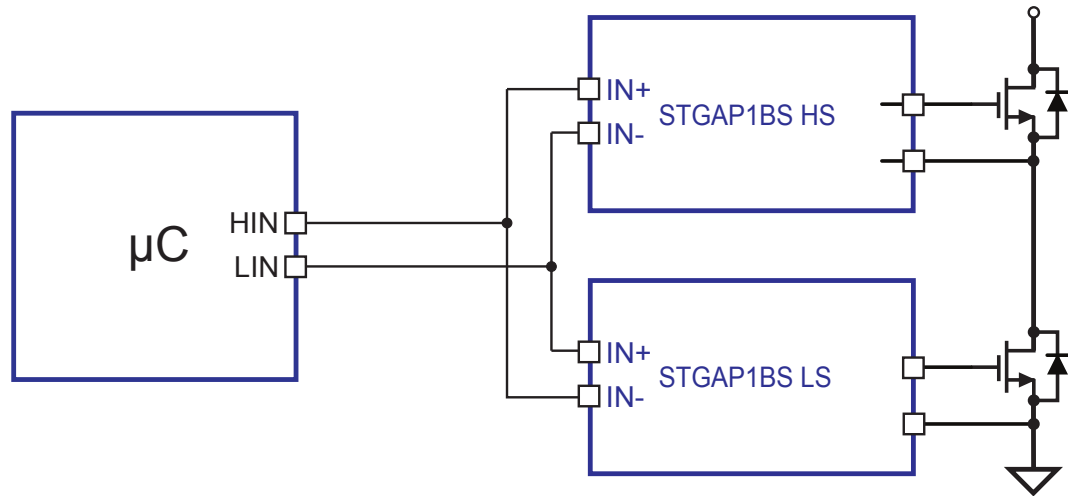 IN+
STGAP1BS HS
IN-
HIN
µC
LIN
IN+
STGAP1BS LS
IN-